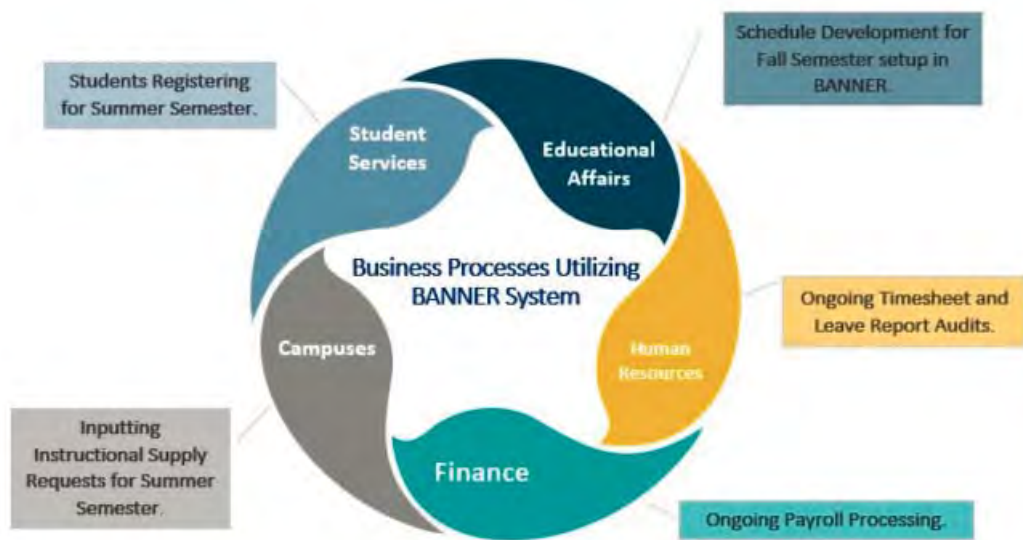 Schedule Development for
Fall Semester setup in
BANNER.
Students Registering
for Summer Semester.
Student
Services
Educational
Affairs
Business Processes Utilizing
BANNER System
Ongoing Timesheet and
Leave Report Audits.
Campuses
Human
Resources
Inputting
Instructional Supply
Requests for Summer
Semester.
Finance
Ongoing Payroll Processing.